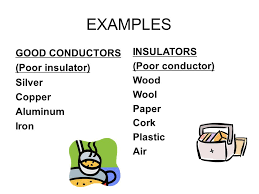 EXAMPLES
GOOD CONDUCTORS
(Poor insulator)
Silver
Copper
Aluminum
Iron
INSULATORS
(Poor conductor)
Wood
Wool
Paper
Cork
Plastic
Air